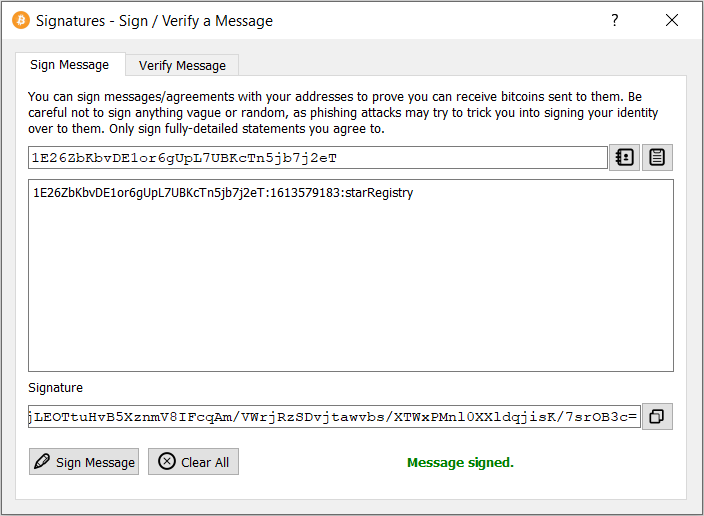 Signatures - Sign / Verify a Message
Sign Message
Verify Message
You can sign messages/agreements with your addresses to prove you can receive bitcoins sent to them. Be
careful not to sign anything vague or random, as phishing attacks may try to trick you into signing your identity
over to them. Only sign fully-detailed statements you agree to.
1E26ZbKbvDE1or6gUpL7UBKcTn5jb7j2eT
1E26ZbKbvDE1or6gUpL7UBKcTn5jb7j2eT:1613579183:starRegistry
Signature
jLEOTtuHvB5XznmV8IFcqAm/VWrjRzSDvjtawvbs/XTWxPMnl0XXldqjisK/7srOB3c=
Sign Message
Clear All
Message signed.